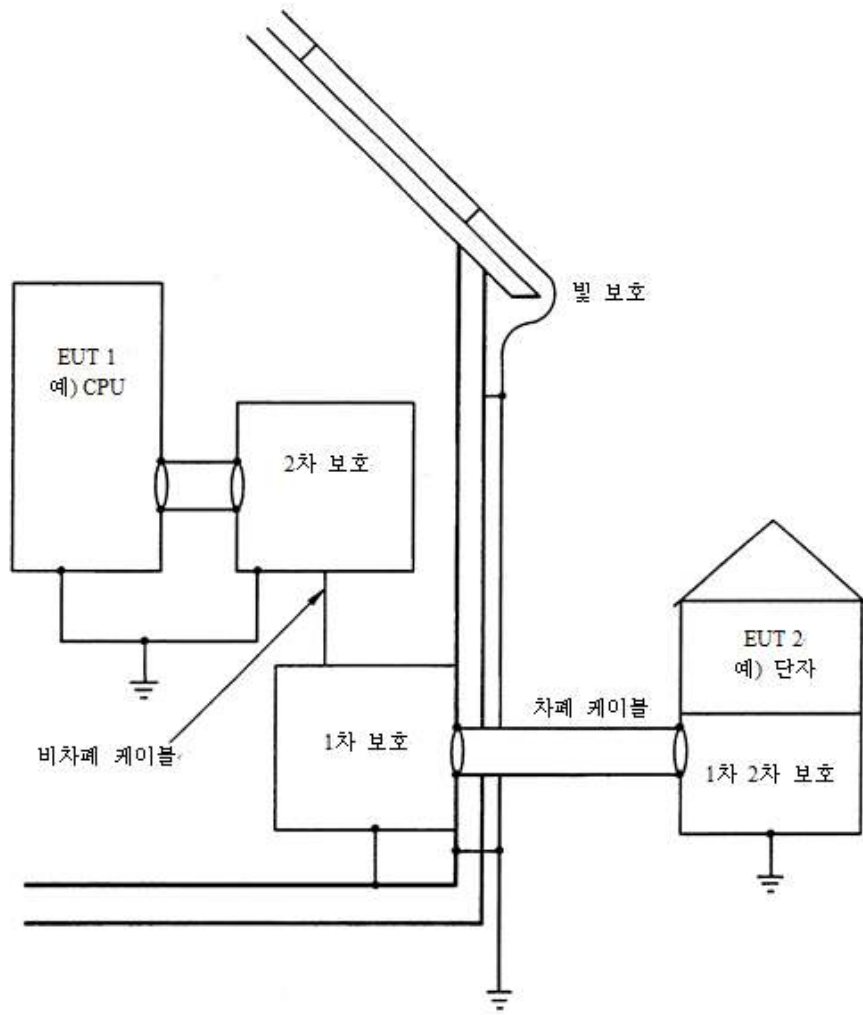 빛 보호
EUT 1
예) CPU
2차 보호
EUT 2
예) 단자
차폐 케이블
1차 보호
비차폐 케이블
1차 2차 보호